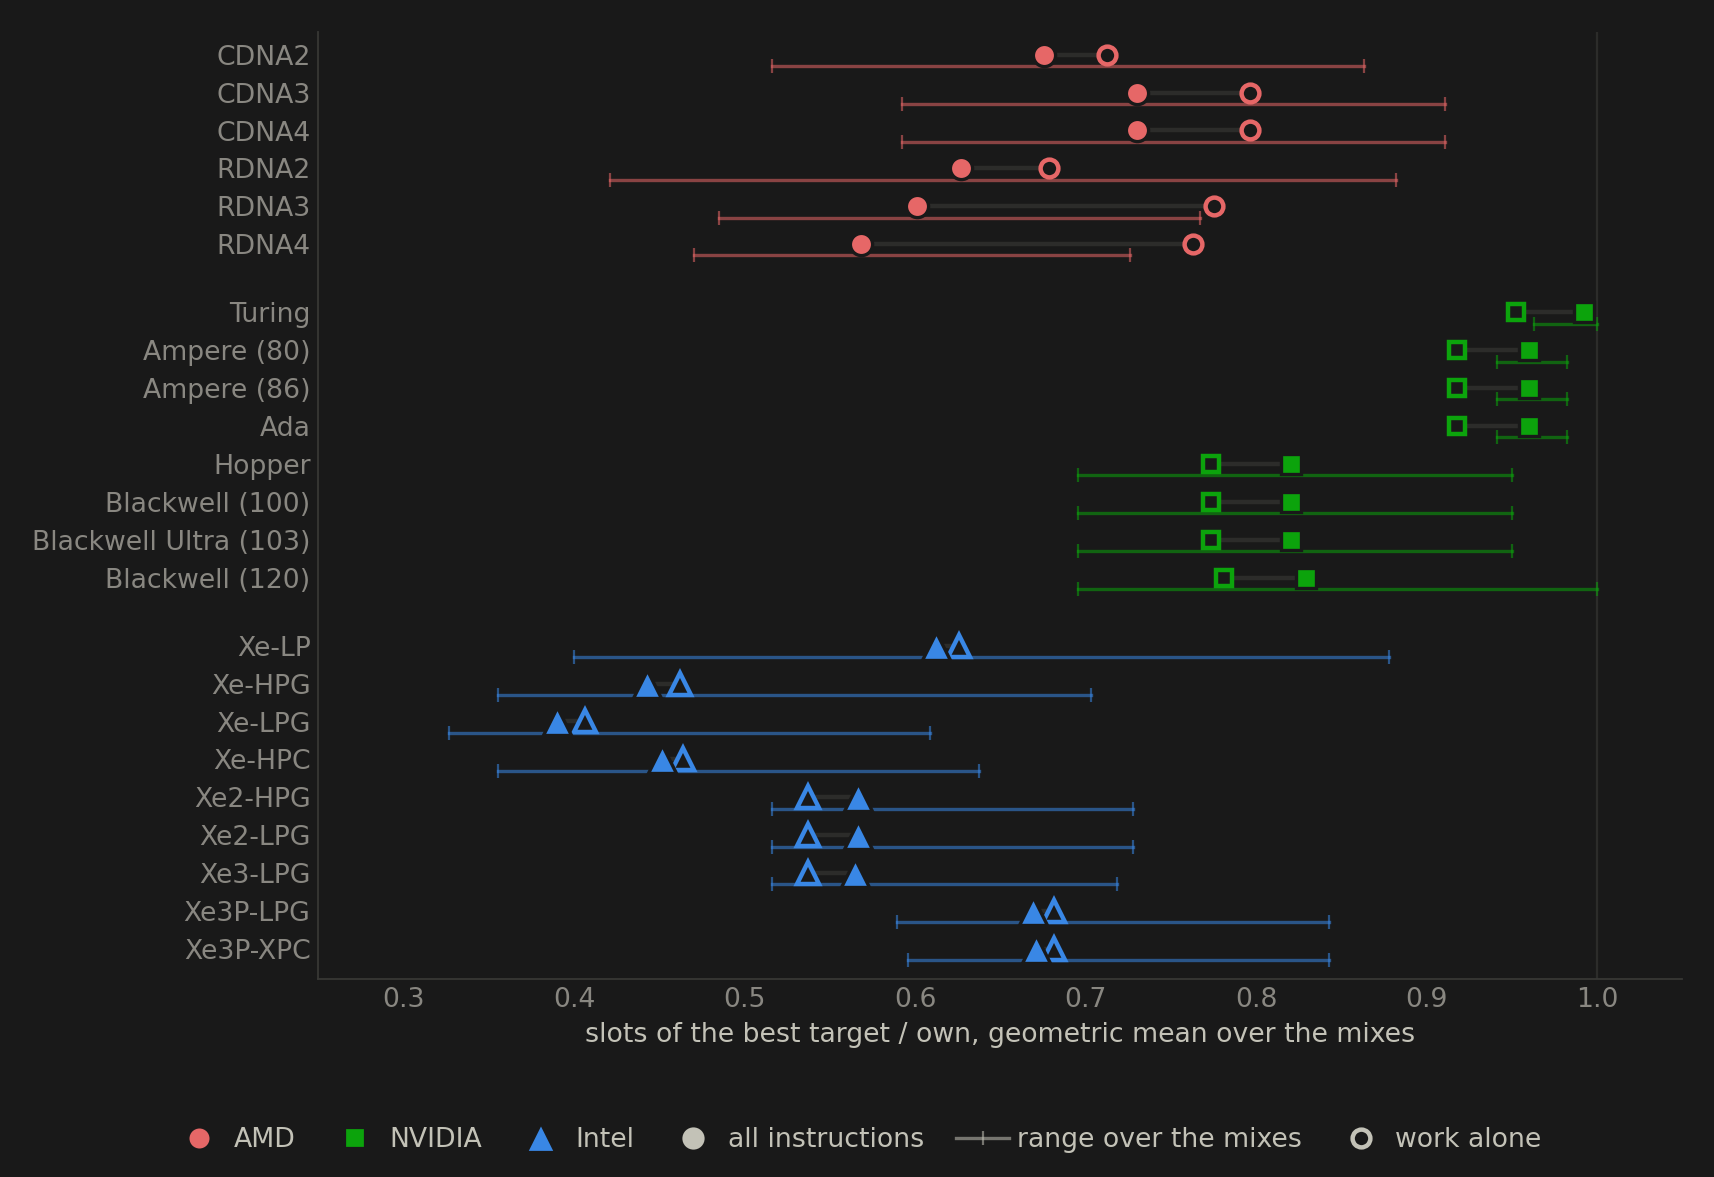 CDNA2
CDNA3
CDNA4
RDNA2
RDNA3
RDNA4
Turing
Ampere (80)
Ampere (86)
Ada
Hopper
Blackwell (100)
Blackwell Ultra (103)
Blackwell (120)
Xe-LP
Xe-HPG
Xe-LPG
Xe-HPC
Xe2-HPG
Xe2-LPG
Xe3-LPG
Xe3P-LPG
Xe3P-XPC
0.3 0.4 0.5 0.6 0.7 0.8 0.9 1.0
slots of the best target / own, geometric mean over the mixes
AMD NVIDIA Intel all instructions range over the mixes work alone